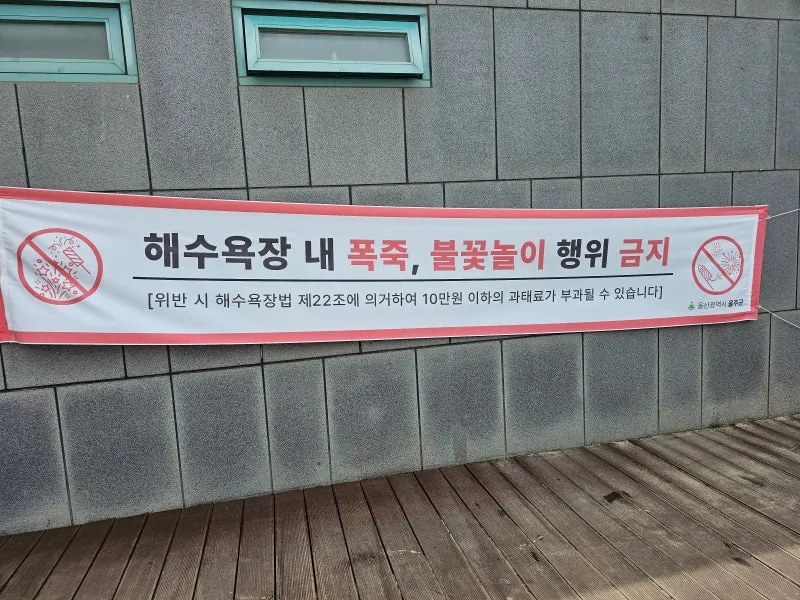 해수욕장 내 폭죽, 불꽃놀이 행위 금지
[위반 시 해수욕장법 제22조에 의거하여 10만원 이하의 과태료가 부과될 수 있습니다]
울산광역시 울주군